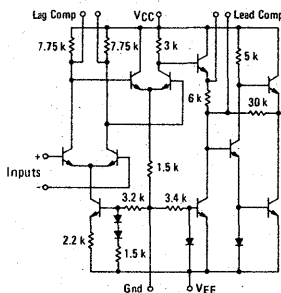 Lag Comp VCC Lead Comp
7.75 k 7.75 k 3 k 5 k
6 k 30 k
+
Inputs 1.5 k
-
3.2 k 3.4 k
2.2 k 1.5 k
Gnd VEE